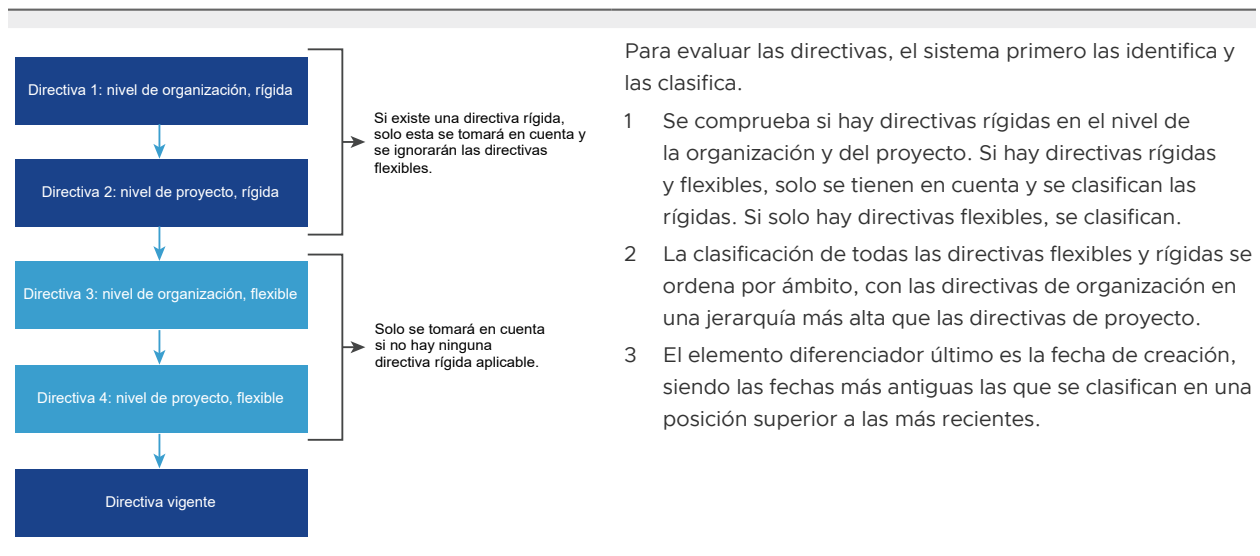 Directiva 1: nivel de organización, rígida
Directiva 2: nivel de proyecto, rígida
Directiva 3: nivel de organización, flexible
Directiva 4: nivel de proyecto, flexible
Directiva vigente
Si existe una directiva rígida,
solo esta se tomará en cuenta y
se ignorarán las directivas
flexibles.
Solo se tomará en cuenta
si no hay ninguna
directiva rígida aplicable.
Para evaluar las directivas, el sistema primero las identifica y
las clasifica.
1 Se comprueba si hay directivas rígidas en el nivel de
la organización y del proyecto. Si hay directivas rígidas
y flexibles, solo se tienen en cuenta y se clasifican las
rígidas. Si solo hay directivas flexibles, se clasifican.
2 La clasificación de todas las directivas flexibles y rígidas se
ordena por ámbito, con las directivas de organización en
una jerarquía más alta que las directivas de proyecto.
3 El elemento diferenciador último es la fecha de creación,
siendo las fechas más antiguas las que se clasifican en una
posición superior a las más recientes.